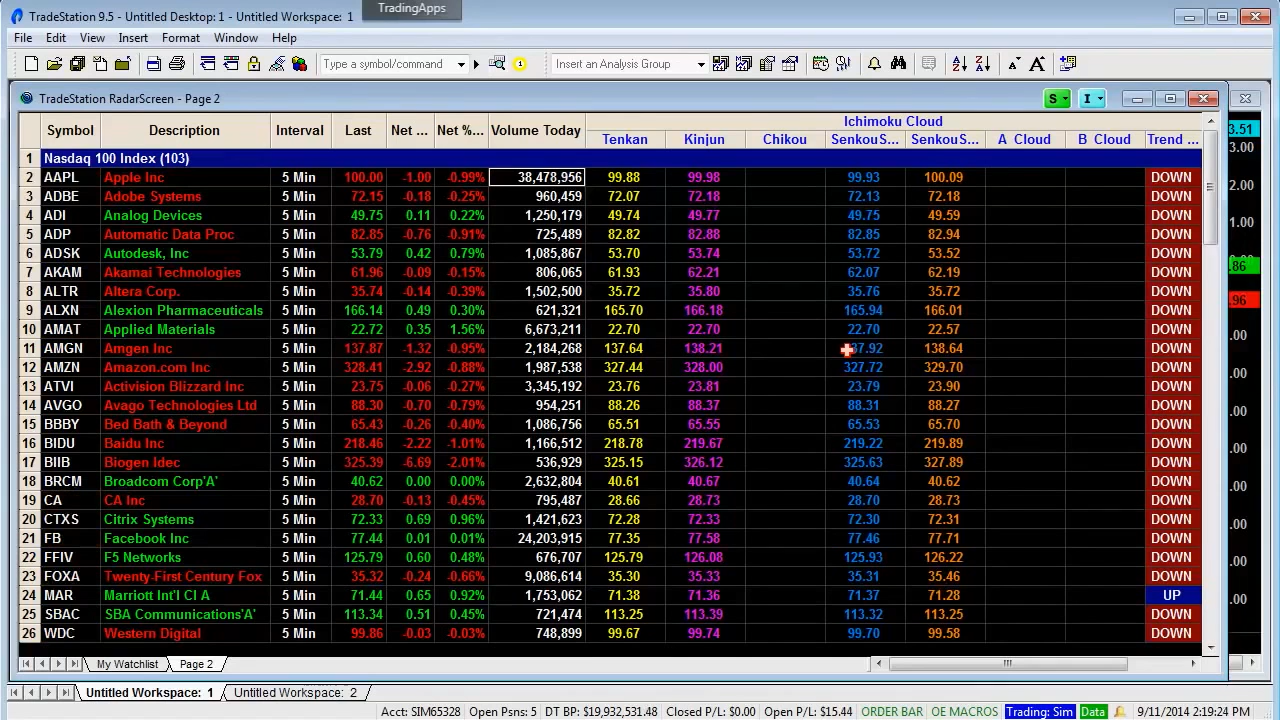 TradeStation 9.5 - Untitled Desktop: 1 - Untitled Workspace: 1
TradingApps
File Edit View Insert Format Window Help
Type a symbol/command Insert an Analysis Group
TradeStation RadarScreen - Page 2
S I
3.51
Ichimoku Cloud
Symbol Description Interval Last Net ... Net %... Volume Today Tenkan Kinjun Chikou SenkouS... SenkouS... A Cloud B Cloud Trend ...
3.00
1 Nasdaq 100 Index (103)
2 AAPL Apple Inc 5 Min 100.00 -1.00 -0.99% 38,478,956 99.88 99.98 99.93 100.09 DOWN
2.00
3 ADBE Adobe Systems 5 Min 72.15 -0.18 -0.25% 960,459 72.07 72.18 72.13 72.18 DOWN
4 ADI Analog Devices 5 Min 49.75 0.11 0.22% 1,250,179 49.74 49.77 49.75 49.59 DOWN
1.00
5 ADP Automatic Data Proc 5 Min 82.85 -0.76 -0.91% 725,489 82.82 82.88 82.85 82.94 DOWN
6 ADSK Autodesk, Inc 5 Min 53.79 0.42 0.79% 1,085,867 53.70 53.74 53.72 53.52 DOWN
.86
7 AKAM Akamai Technologies 5 Min 61.96 -0.09 -0.15% 806,065 61.93 62.21 62.07 62.19 DOWN
8 ALTR Altera Corp. 5 Min 35.74 -0.14 -0.39% 1,502,500 35.72 35.80 35.76 35.72 DOWN
.96
9 ALXN Alexion Pharmaceuticals 5 Min 166.14 0.49 0.30% 621,321 165.70 166.18 165.94 166.01 DOWN
10 AMAT Applied Materials 5 Min 22.72 0.35 1.56% 6,673,211 22.70 22.70 22.70 22.57 DOWN
.00
11 AMGN Amgen Inc 5 Min 137.87 -1.32 -0.95% 2,184,268 137.64 138.21 37.92 138.64 DOWN
12 AMZN Amazon.com Inc 5 Min 328.41 -2.92 -0.88% 1,987,538 327.44 328.00 327.72 329.70 DOWN
.00
13 ATVI Activision Blizzard Inc 5 Min 23.75 -0.06 -0.27% 3,345,192 23.76 23.81 23.79 23.90 DOWN
14 AVGO Avago Technologies Ltd 5 Min 88.30 -0.70 -0.79% 954,251 88.26 88.37 88.31 88.27 DOWN
.00
15 BBBY Bed Bath & Beyond 5 Min 65.43 -0.26 -0.40% 1,086,756 65.51 65.55 65.53 65.70 DOWN
16 BIDU Baidu Inc 5 Min 218.46 -2.22 -1.01% 1,166,512 218.78 219.67 219.22 219.89 DOWN
.00
17 BIIB Biogen Idec 5 Min 325.39 -6.69 -2.01% 536,929 325.15 326.12 325.63 327.89 DOWN
18 BRCM Broadcom Corp'A' 5 Min 40.62 0.00 0.00% 2,632,804 40.61 40.67 40.64 40.62 DOWN
.00
19 CA CA Inc 5 Min 28.70 -0.13 -0.45% 795,487 28.66 28.73 28.70 28.73 DOWN
20 CTXS Citrix Systems 5 Min 72.33 0.69 0.96% 1,421,623 72.28 72.33 72.30 72.31 DOWN
.00
21 FB Facebook Inc 5 Min 77.44 0.01 0.01% 24,203,915 77.35 77.58 77.46 77.71 DOWN
22 FFIV F5 Networks 5 Min 125.79 0.60 0.48% 676,707 125.79 126.08 125.93 126.22 DOWN
.00
23 FOXA Twenty-First Century Fox 5 Min 35.32 -0.24 -0.66% 9,086,614 35.30 35.33 35.31 35.46 DOWN
24 MAR Marriott Int'l Cl A 5 Min 71.44 0.65 0.92% 1,753,062 71.38 71.36 71.37 71.28 UP
.00
25 SBAC SBA Communications'A' 5 Min 113.34 0.51 0.45% 721,474 113.25 113.39 113.32 113.25 DOWN
26 WDC Western Digital 5 Min 99.86 -0.03 -0.03% 748,899 99.67 99.74 99.70 99.58 DOWN
My Watchlist Page 2
Untitled Workspace: 1 Untitled Workspace: 2
Acct: SIM65328 Open Psns: 5 DT BP: $19,932,531.48 Closed P/L: $0.00 Open P/L: $15.44 ORDER BAR OE MACROS Trading: Sim Data 9/11/2014 2:19:24 PM